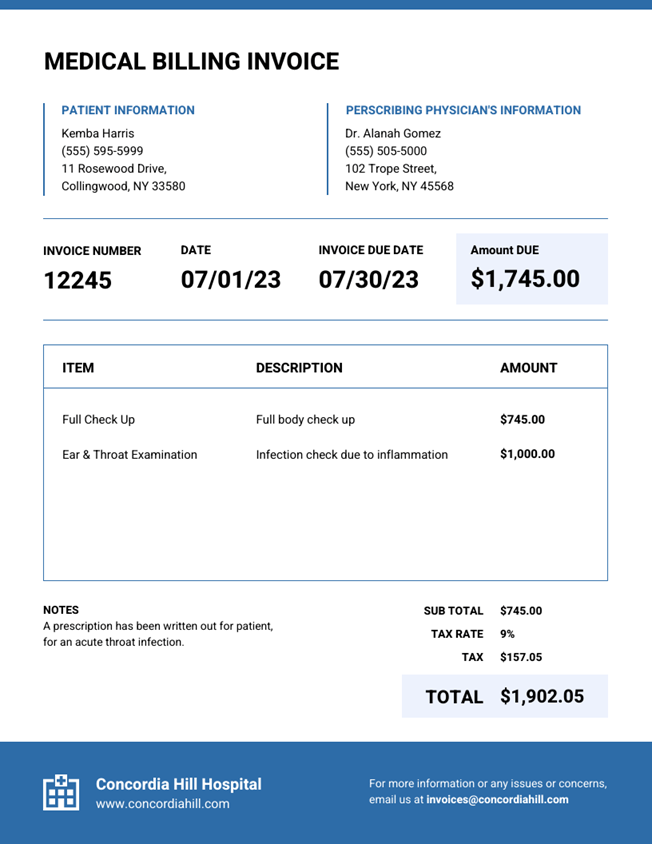 MEDICAL BILLING INVOICE
PATIENT INFORMATION
Kemba Harris
(555) 595-5999
11 Rosewood Drive,
Collingwood, NY 33580
PERSCRIBING PHYSICIAN'S INFORMATION
Dr. Alanah Gomez
(555) 505-5000
102 Trope Street,
New York, NY 45568
INVOICE NUMBER
12245
DATE
07/01/23
INVOICE DUE DATE
07/30/23
Amount DUE
$1,745.00
ITEM DESCRIPTION AMOUNT
Full Check Up Full body check up $745.00
Ear & Throat Examination Infection check due to inflammation $1,000.00
NOTES
A prescription has been written out for patient,
for an acute throat infection.
SUB TOTAL $745.00
TAX RATE 9%
TAX $157.05
TOTAL $1,902.05
Concordia Hill Hospital
www.concordiahill.com
For more information or any issues or concerns,
email us at invoices@concordiahill.com